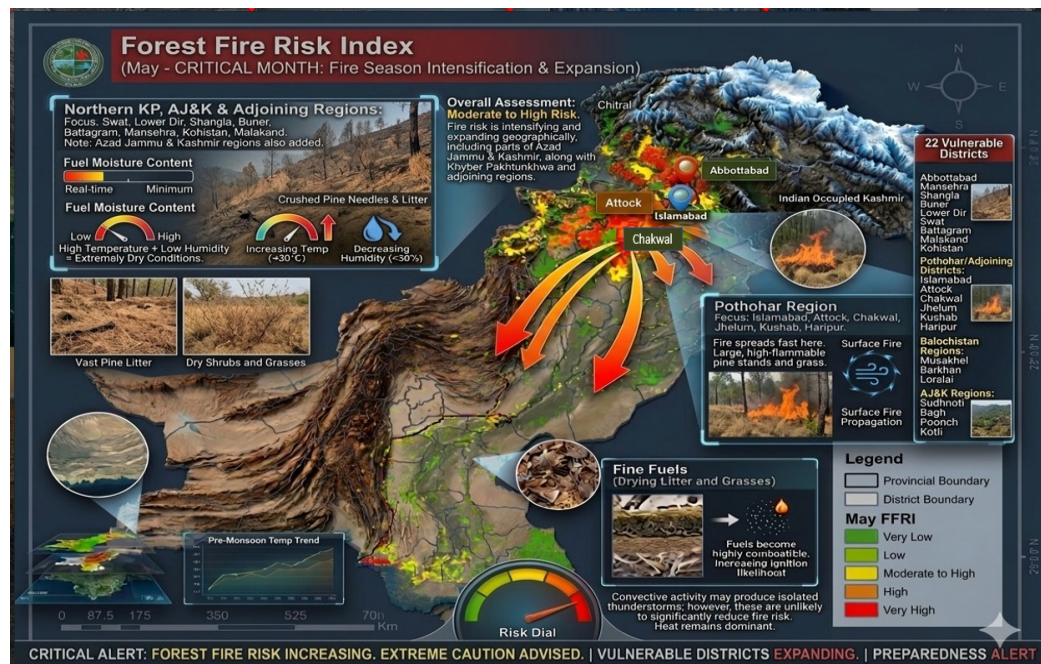 Forest Fire Risk Index
(May - CRITICAL MONTH: Fire Season Intensification & Expansion)
Northern KP, AJ&K & Adjoining Regions:
Focus. Swat, Lower Dir, Shangla, Buner,
Battagram, Mansehra, Kohistan, Malakand.
Note: Azad Jammu & Kashmir regions also added.
Fuel Moisture Content
Real-time
Minimum
Fuel Moisture Content
Low
High
High Temperature + Low Humidity
= Extremely Dry Conditions.
Crushed Pine Needles & Litter
Increasing Temp
(+30°C)
Decreasing
Humidity (<30%)
Overall Assessment:
Moderate to High Risk.
Fire risk is intensifying and
expanding geographically,
including parts of Azad
Jammu & Kashmir, along with
Khyber Pakhtunkhwa and
adjoining regions.
N
W
E
S
Chitral
Abbottabad
Attock
Islamabad
Chakwal
Indian Occupied Kashmir
22 Vulnerable
Districts
Abbottabad
Mansehra
Shangla
Buner
Lower Dir
Swat
Battagram
Malskand
Kohistan
Pothohar/Adjoining
Districts:
Islamabad
Attock
Chakwal
Jhelum
Kushab
Haripur
Balochistan
Regions:
Musakhel
Barkhan
Loralai
AJ&K Regions:
Sudhnoti
Bagh
Poonch
Kotli
Vast Pine Litter
Dry Shrubs and Grasses
Pothohar Region
Focus: Islamabad, Attock, Chakwal,
Jhelum, Kushab, Haripur.
Fire spreads fast here.
Large, high-flammable
pine stands and grass.
Surface Fire
Surface Fire
Propagation
Fine Fuels
(Drying Litter and Grasses)
Fuels become
highly comboatible.
Increaeing ignition
llkelihoot
Convective activity may produce isolated
thunderstorms; however, these are unlikely
to significantly reduce fire risk.
Heat remains dominant.
Legend
Provincial Boundary
District Boundary
May FFRI
Very Low
Low
Moderate to High
High
Very High
Pre-Monsoon Temp Trend
0 87.5 175 350 525 70n
Km
Risk Dial
CRITICAL ALERT: FOREST FIRE RISK INCREASING. EXTREME CAUTION ADVISED. | VULNERABLE DISTRICTS EXPANDING. | PREPAREDNESS ALERT